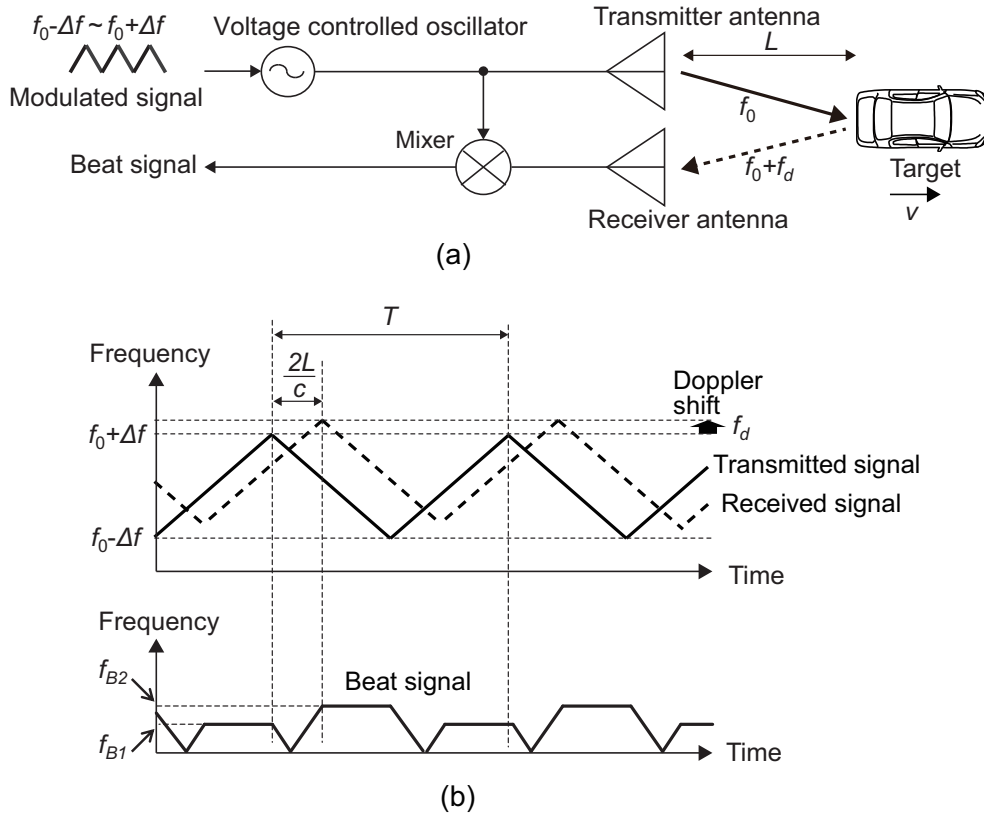 f0-Δf ~ f0+Δf
Voltage controlled oscillator
Transmitter antenna
L
Modulated signal
f0
Mixer
Beat signal
f0+fd
Target
v
Receiver antenna
(a)
T
Frequency
2L
c
Doppler
shift
fd
f0+Δf
Transmitted signal
Received signal
f0-Δf
Time
Frequency
fB2
Beat signal
fB1
Time
(b)